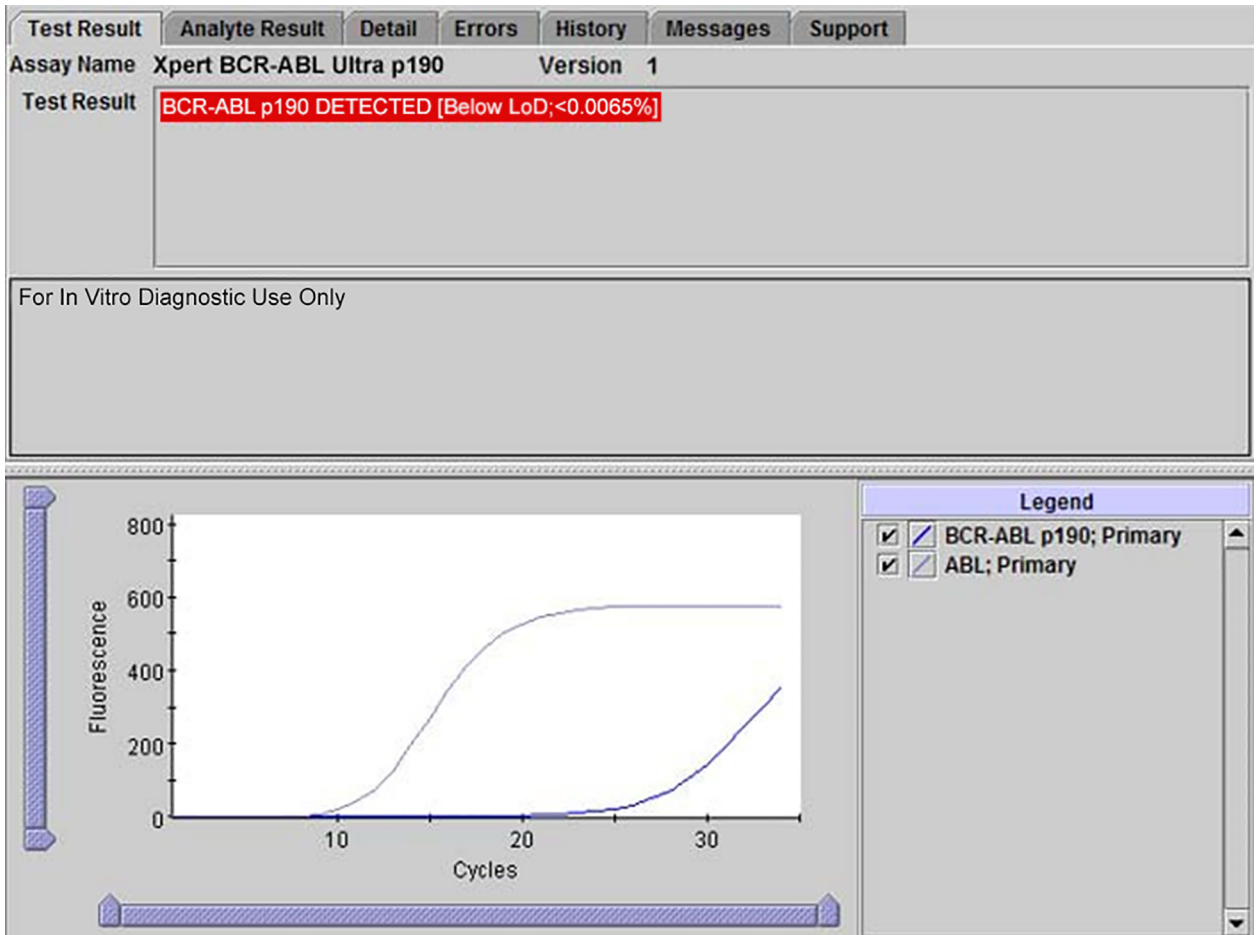 Test Result Analyte Result Detail Errors History Messages Support
Assay Name Xpert BCR-ABL Ultra p190 Version 1
Test Result BCR-ABL p190 DETECTED [Below LoD;<0.0065%]
For In Vitro Diagnostic Use Only
800
600
400
200
0
Fluorescence
10 20 30
Cycles
Legend
BCR-ABL p190; Primary
ABL; Primary